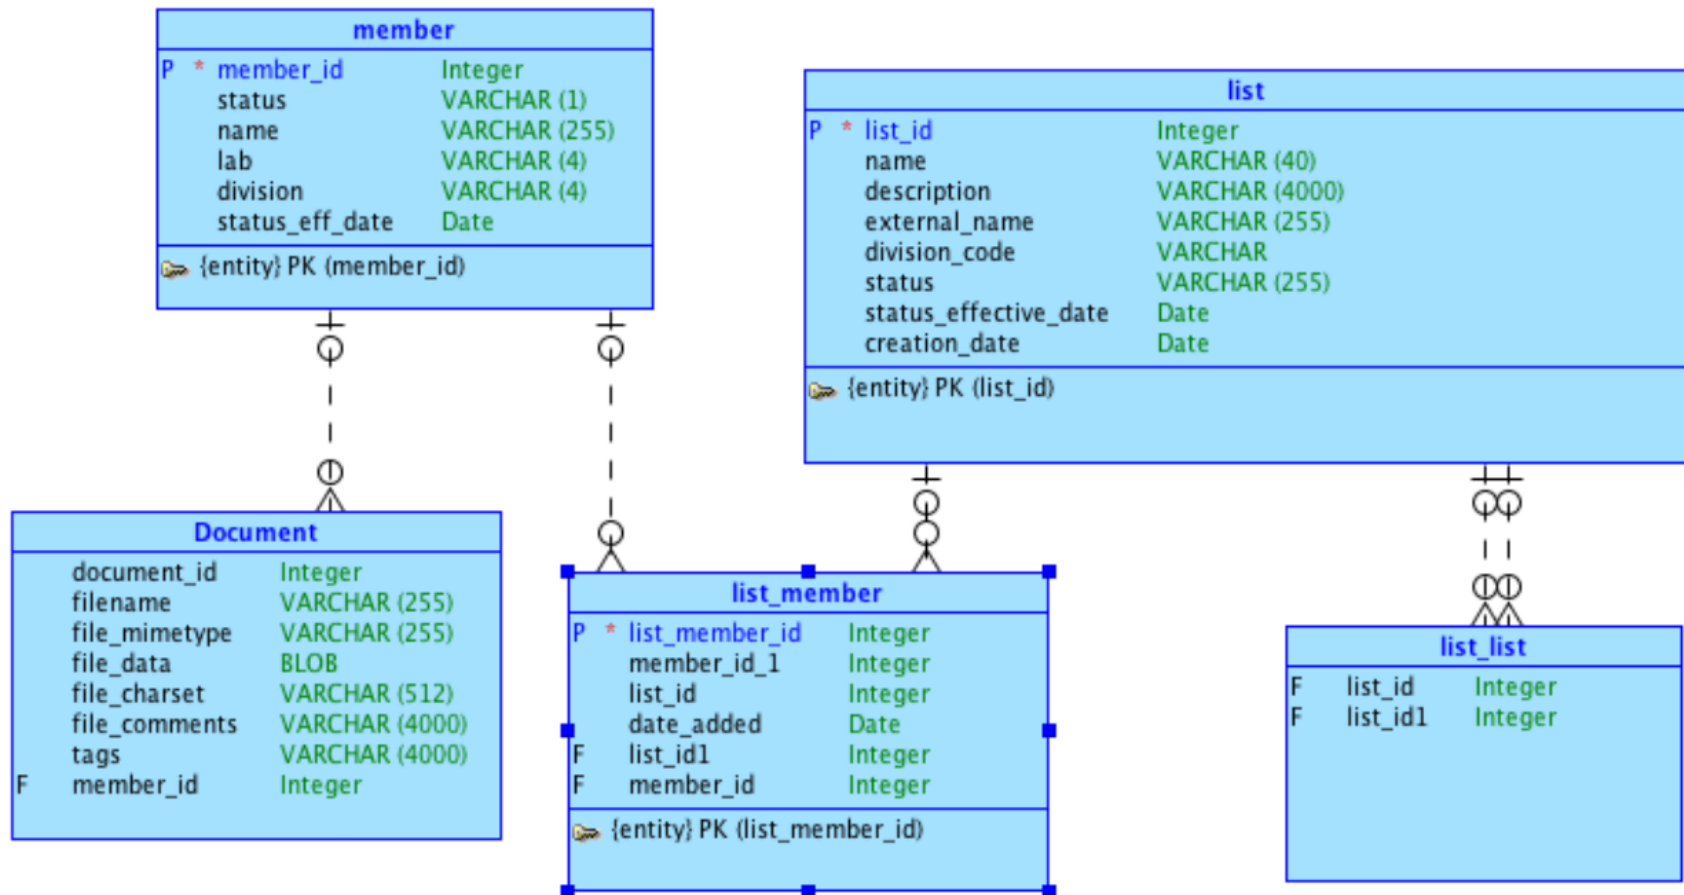 member
P * member_id Integer
status VARCHAR (1)
name VARCHAR (255)
lab VARCHAR (4)
division VARCHAR (4)
status_eff_date Date
{entity} PK (member_id)
list
P * list_id Integer
name VARCHAR (40)
description VARCHAR (4000)
external_name VARCHAR (255)
division_code VARCHAR
status VARCHAR (255)
status_effective_date Date
creation_date Date
{entity} PK (list_id)
Document
document_id Integer
filename VARCHAR (255)
file_mimetype VARCHAR (255)
file_data BLOB
file_charset VARCHAR (512)
file_comments VARCHAR (4000)
tags VARCHAR (4000)
F member_id Integer
list_member
P * list_member_id Integer
member_id_1 Integer
list_id Integer
date_added Date
F list_id1 Integer
F member_id Integer
{entity} PK (list_member_id)
list_list
F list_id Integer
F list_id1 Integer